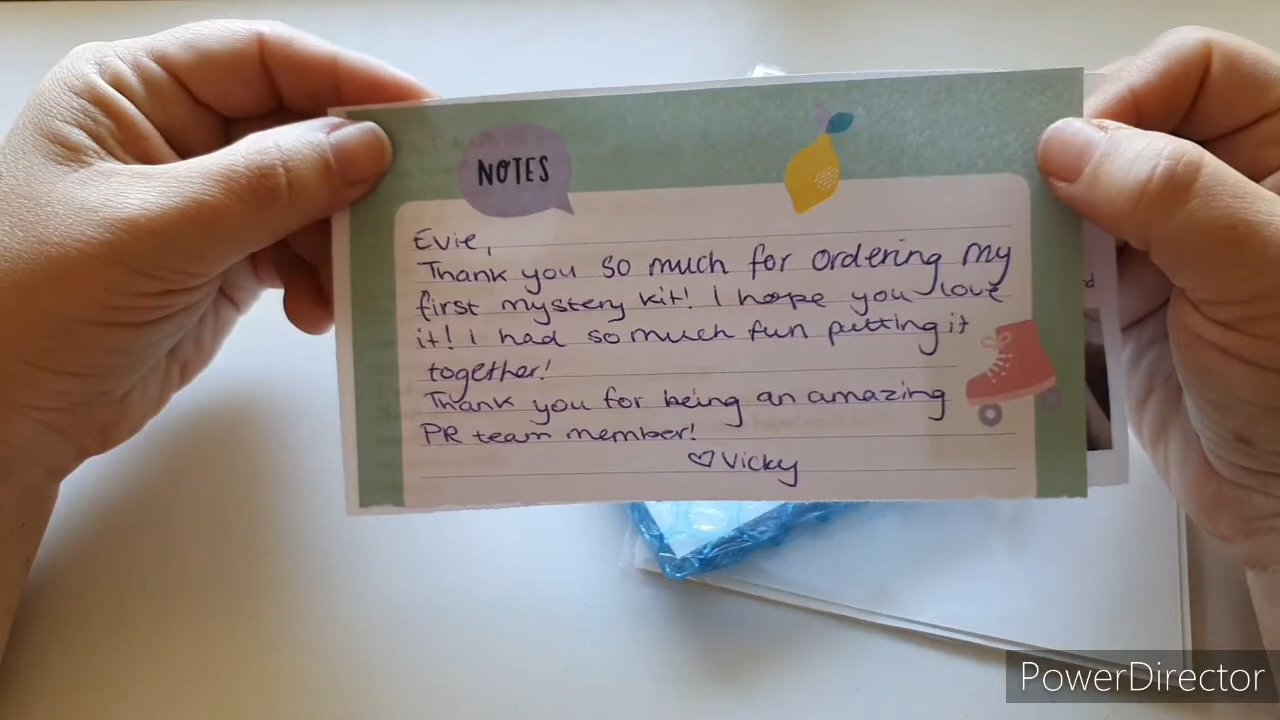 NOTES
Evie,
Thank you so much for ordering my
first mystery kit! I hope you love
it! I had so much fun putting it
together!
Thank you for being an amazing
PR team member!
♡ Vicky
PowerDirector